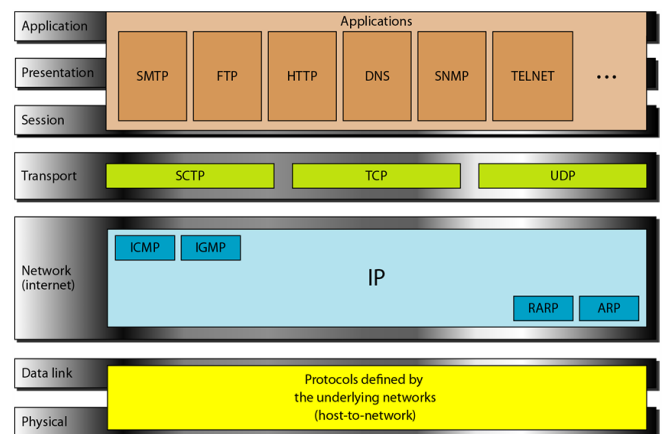 Application
Applications
Presentation
SMTP FTP HTTP DNS SNMP TELNET ...
Session
Transport
SCTP TCP UDP
Network
(internet)
ICMP IGMP
IP
RARP ARP
Data link
Protocols defined by
the underlying networks
(host-to-network)
Physical